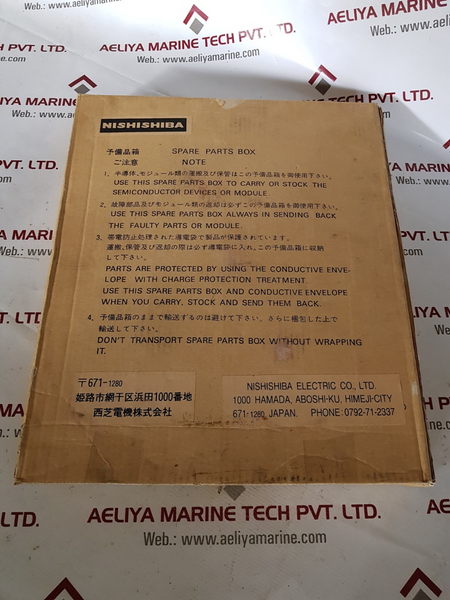 AELIYA MARINE TECH PVT. LTD.
Web.: www.aeliyamarine.com
NISHISHIBA
予備品箱 SPARE PARTS BOX
ご注意 NOTE
1. 半導体、モジュール類の運搬及び保管はこの予備品箱を御使用下さい。
USE THIS SPARE PARTS BOX TO CARRY OR STOCK THE
SEMICONDUCTOR DEVICES OR MODULE.
2. 故障部品及びモジュール類の返却は必ずこの予備品箱を御使用下さい。
USE THIS SPARE PARTS BOX ALWAYS IN SENDING BACK
THE FAULTY PARTS OR MODULE.
3. 帯電防止処理された導電袋で製品が保護されています。
運搬、保管及び返却の際は必ず導電袋に入れ、この予備品箱に収納
して下さい。
PARTS ARE PROTECTED BY USING THE CONDUCTIVE ENVE-
LOPE WITH CHARGE PROTECTION TREATMENT.
USE THIS SPARE PARTS BOX AND CONDUCTIVE ENVELOPE
WHEN YOU CARRY, STOCK AND SEND THEM BACK.
4. 予備品箱のままで輸送するのは避けて下さい。さらに梱包した上で
輸送して下さい。
DON'T TRANSPORT SPARE PARTS BOX WITHOUT WRAPPING
IT.
〒671-1280
姫路市網干区浜田1000番地
西芝電機株式会社
NISHISHIBA ELECTRIC CO., LTD.
1000 HAMADA, ABOSHI-KU, HIMEJI-CITY
671-1280 JAPAN. PHONE: 0792-71-2337
AELIYA MARINE TECH PVT. LTD.
Web.: www.aeliyamarine.com